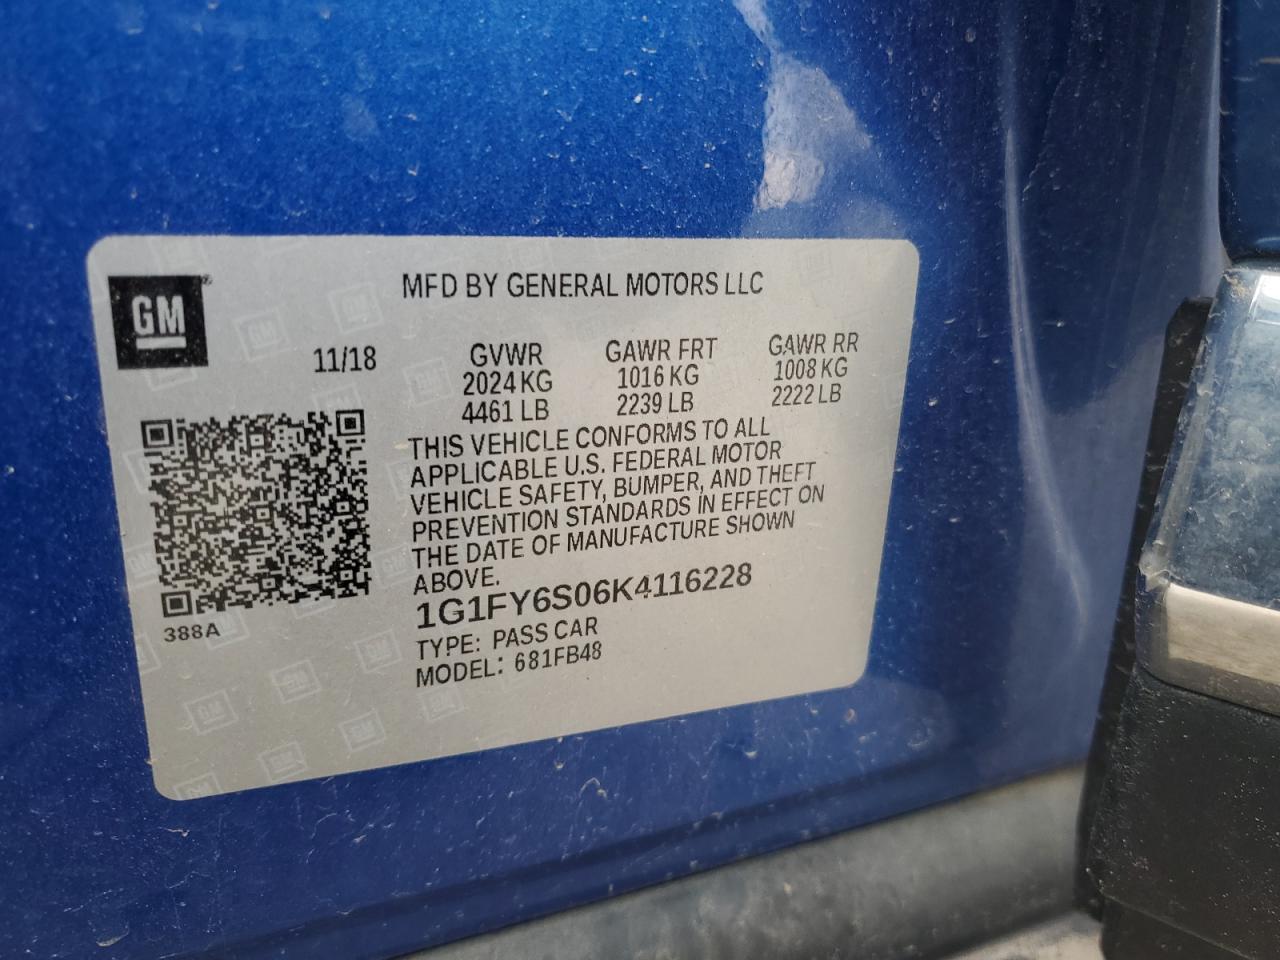 GM
MFD BY GENERAL MOTORS LLC
11/18
GVWR
2024 KG
4461 LB
GAWR FRT
1016 KG
2239 LB
GAWR RR
1008 KG
2222 LB
THIS VEHICLE CONFORMS TO ALL
APPLICABLE U.S. FEDERAL MOTOR
VEHICLE SAFETY, BUMPER, AND THEFT
PREVENTION STANDARDS IN EFFECT ON
THE DATE OF MANUFACTURE SHOWN
ABOVE.
1G1FY6S06K4116228
TYPE: PASS CAR
MODEL: 681FB48
388A